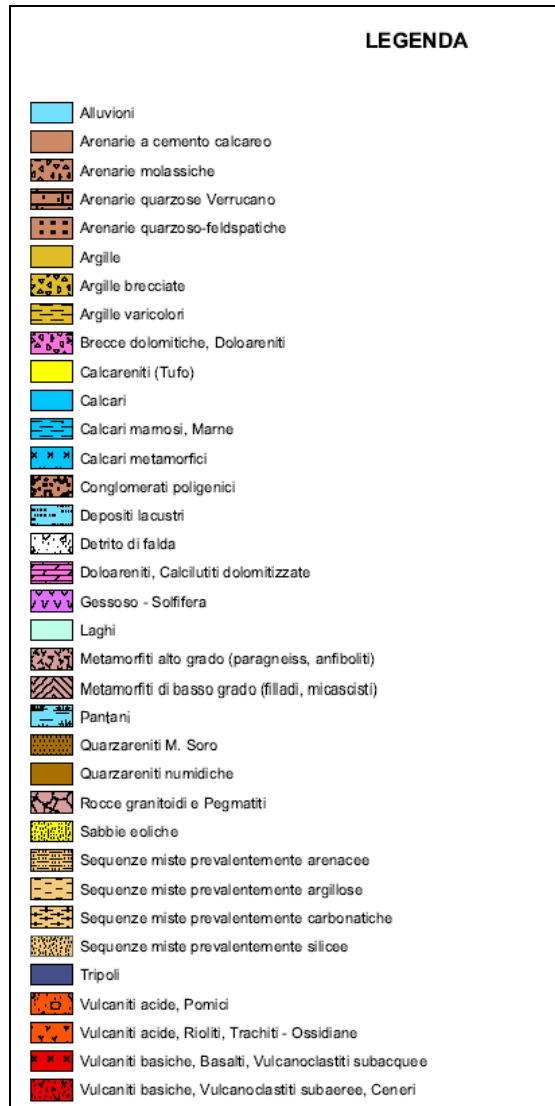 LEGENDA
Alluvioni
Arenarie a cemento calcareo
Arenarie molassiche
Arenarie quarzose Verrucano
Arenarie quarzoso-feldspatiche
Argille
Argille brecciate
Argille varicolori
Brecce dolomitiche, Doloareniti
Calcareniti (Tufo)
Calcari
Calcari marnosi, Marne
Calcari metamorfici
Conglomerati poligenici
Depositi lacustri
Detrito di falda
Doloareniti, Calcilutiti dolomitizzate
Gessoso - Solfifera
Laghi
Metamorfiti alto grado (paragneiss, anfiboliti)
Metamorfiti di basso grado (filladi, micascisti)
Pantani
Quarzareniti M. Soro
Quarzareniti numidiche
Rocce granitoidi e Pegmatiti
Sabbie eoliche
Sequenze miste prevalentemente arenacee
Sequenze miste prevalentemente argillose
Sequenze miste prevalentemente carbonatiche
Sequenze miste prevalentemente silicee
Tripoli
Vulcaniti acide, Pomici
Vulcaniti acide, Rioliti, Trachiti - Ossidiane
Vulcaniti basiche, Basalti, Vulcanoclastiti subacquee
Vulcaniti basiche, Vulcanoclastiti subaeree, Ceneri